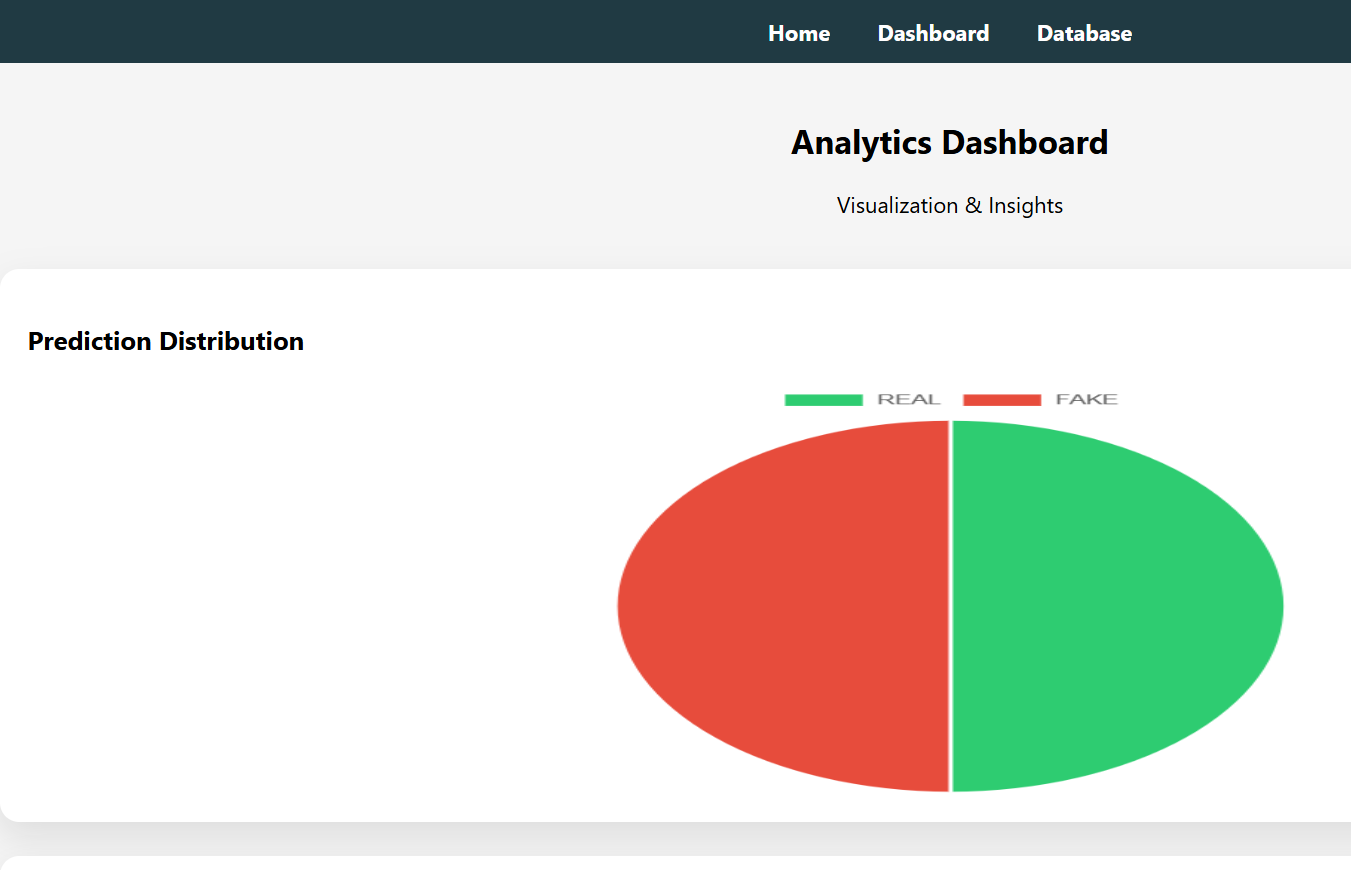 Home Dashboard Database
Analytics Dashboard
Visualization & Insights
Prediction Distribution
REAL FAKE